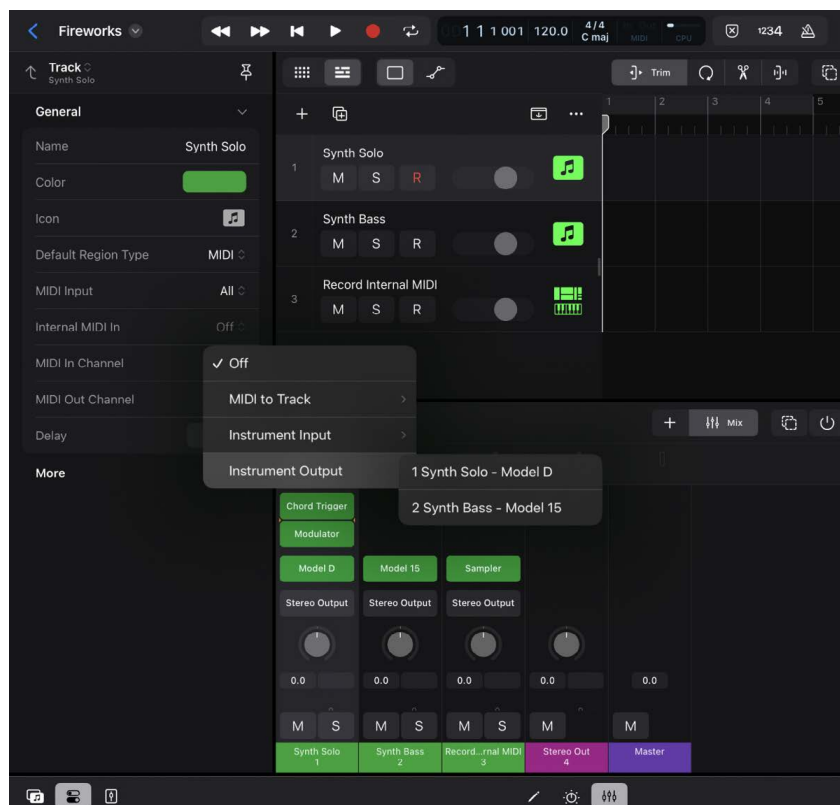 Fireworks
1 1 1 001 120.0 4/4 C maj MIDI CPU
1234
Track
Synth Solo
Trim
General
1 2 3 4 5
Name Synth Solo
Color
Icon
Default Region Type MIDI
MIDI Input All
Internal MIDI In Off
MIDI In Channel
MIDI Out Channel
Delay
More
1 Synth Solo
M S R
2 Synth Bass
M S R
3 Record Internal MIDI
M S R
Off
MIDI to Track
Instrument Input
Instrument Output
1 Synth Solo - Model D
2 Synth Bass - Model 15
Mix
Chord Trigger
Modulator
Model D Model 15 Sampler
Stereo Output Stereo Output Stereo Output
0.0 0.0 0.0 0.0 0.0
M S M S M S M M
Synth Solo Synth Bass Record...rnal MIDI Stereo Out Master
1 2 3 4